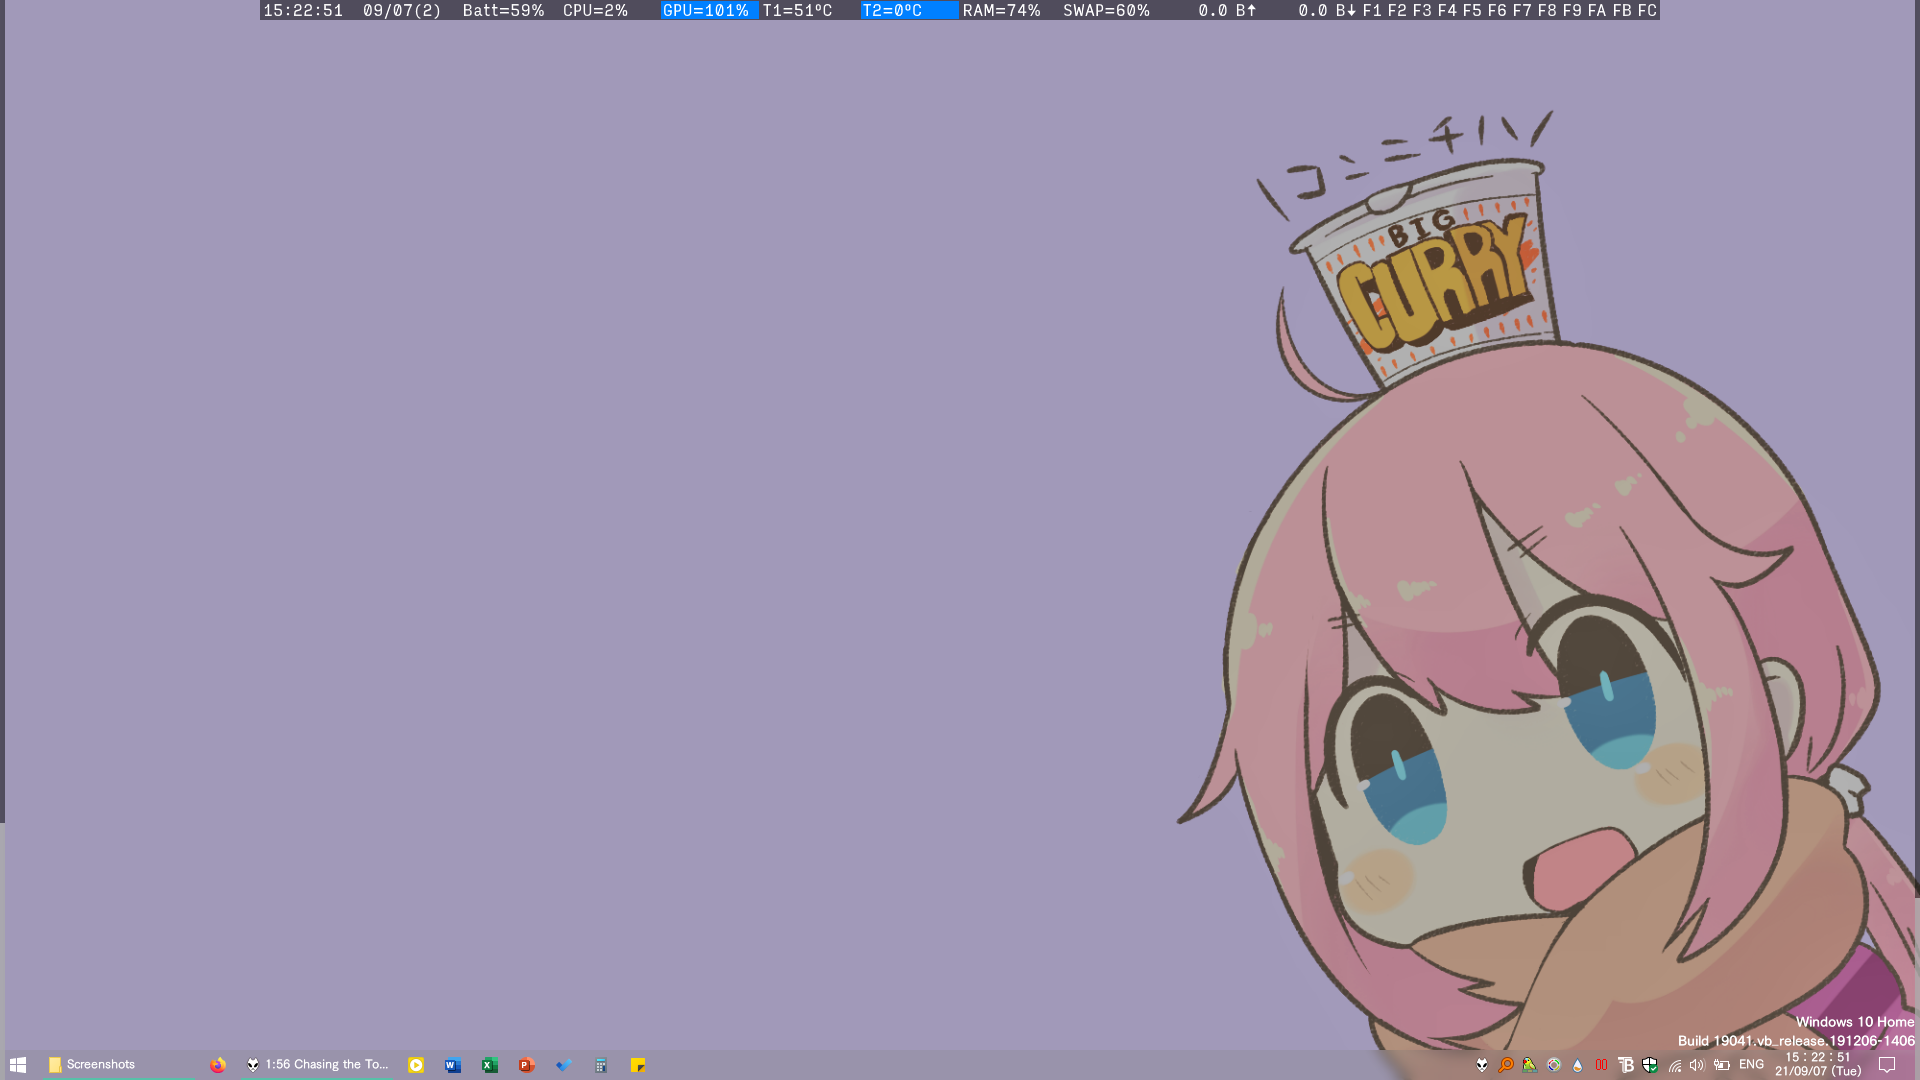 15:22:51 09/07(2) Batt=59% CPU=2% GPU=101% T1=51ºC T2=0ºC RAM=74% SWAP=60% 0.0 B↑ 0.0 B↓ F1 F2 F3 F4 F5 F6 F7 F8 F9 FA FB FC
\コンニチハ/
BIG
CURRY
Windows 10 Home
Build 19041.vb_release.191206-1406
Screenshots 1:56 Chasing the To... ENG 15:22:51
21/09/07 (Tue)